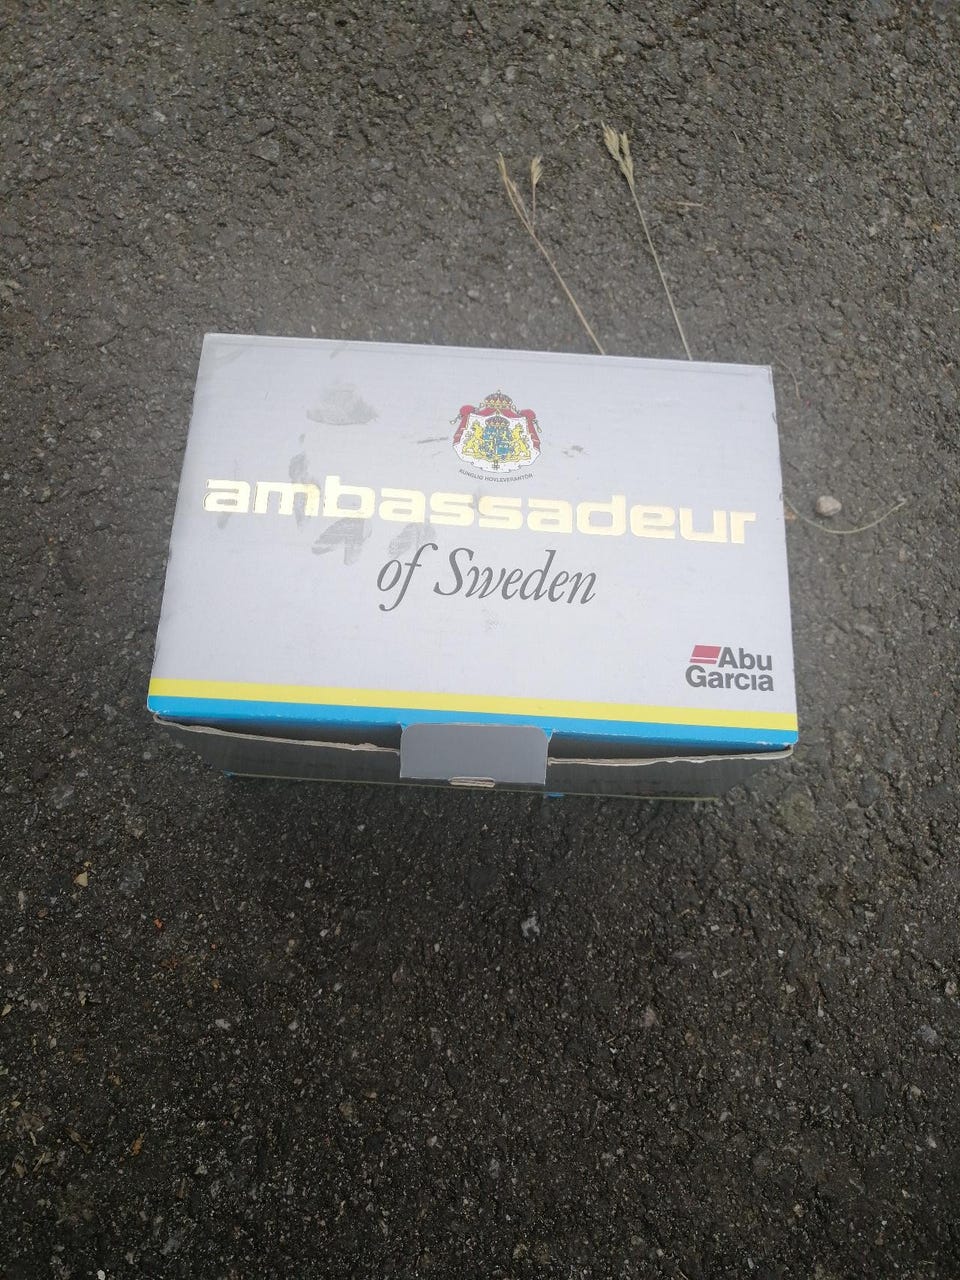 KUNGLIG HOVLEVERANTÖR
ambassadeur
of Sweden
Abu
Garcia